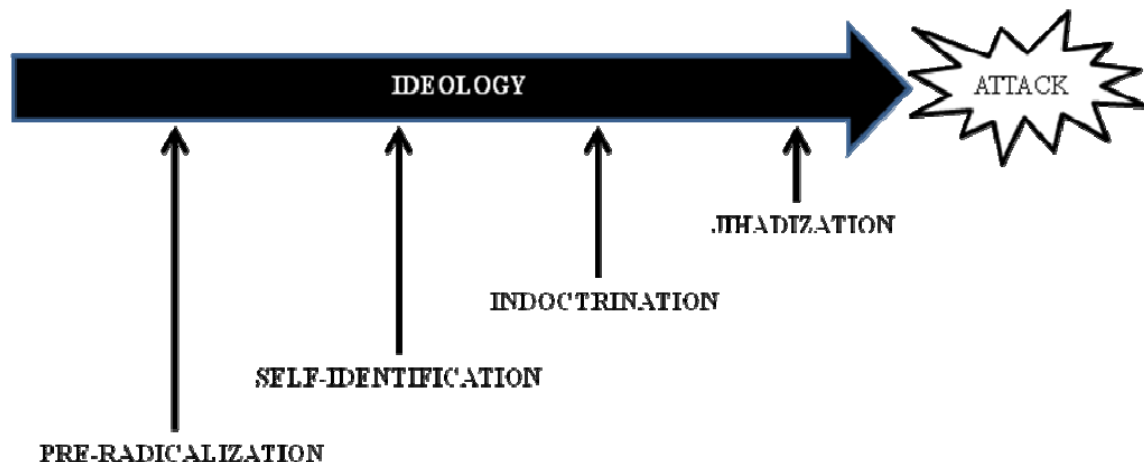 IDEOLOGY
ATTACK
JIHADIZATION
INDOCTRINATION
SELF-IDENTIFICATION
PRE-RADICALIZATION